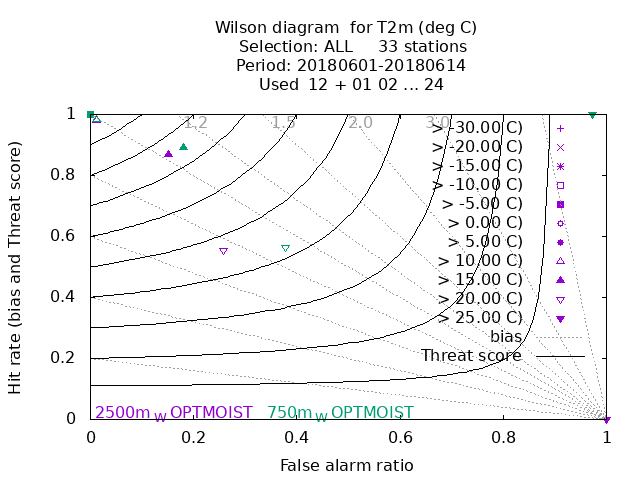 Wilson diagram  for T2m (deg C)
Selection: ALL     33 stations
Period: 20180601-20180614
Used  12 + 01 02 ... 24
Hit rate (bias and Threat score)
1
0.8
0.6
0.4
0.2
0
1.2
1.5
2.0
3.0
> -30.00 C)
> -20.00 C)
> -15.00 C)
> -10.00 C)
> -5.00 C)
> 0.00 C)
> 5.00 C)
> 10.00 C)
> 15.00 C)
> 20.00 C)
> 25.00 C)
bias
Threat score
2500m_W OPTMOIST 750m_W OPTMOIST
0 0.2 0.4 0.6 0.8 1
False alarm ratio